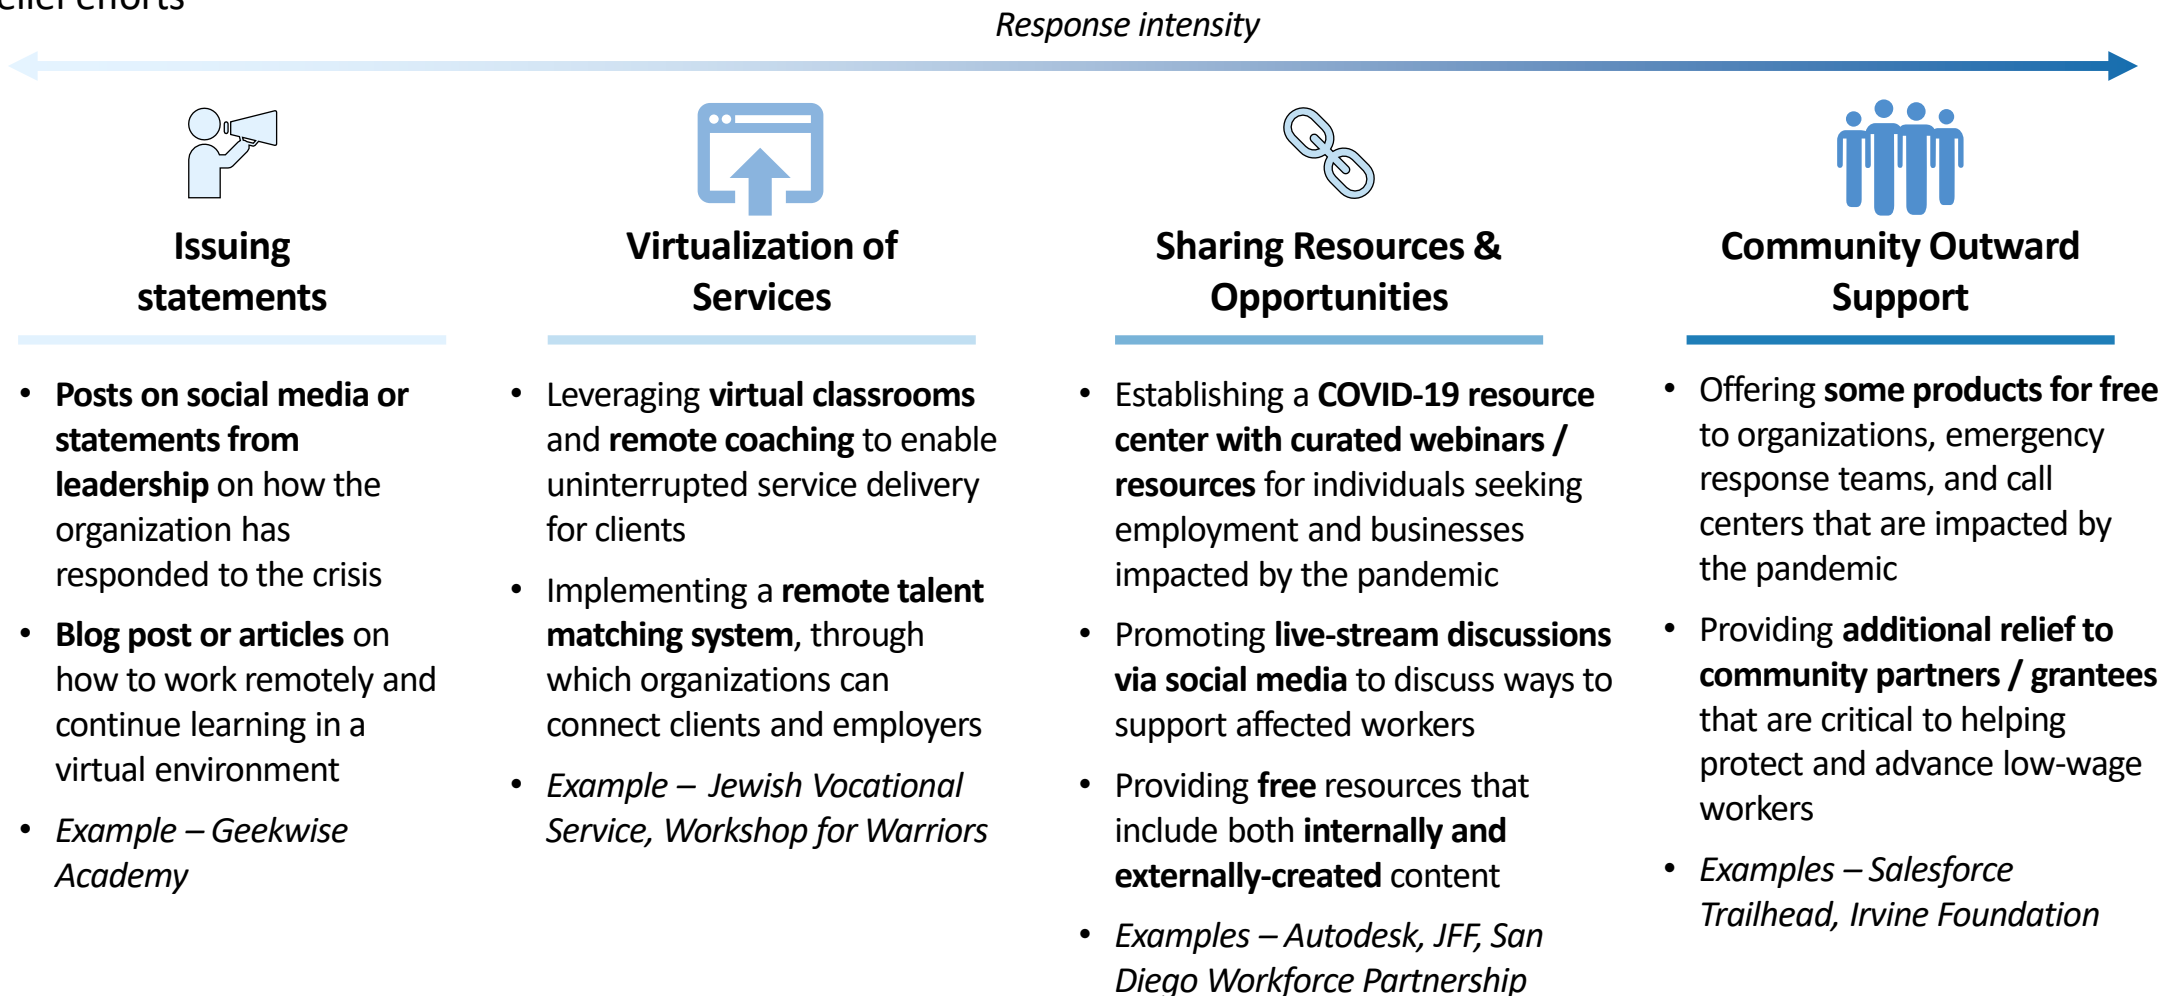 efforts
Response intensity
Issuing
statements
• Posts on social media or
statements from
leadership on how the
organization has
responded to the crisis
• Blog post or articles on
how to work remotely and
continue learning in a
virtual environment
• Example – Geekwise
Academy
Virtualization of
Services
• Leveraging virtual classrooms
and remote coaching to enable
uninterrupted service delivery
for clients
• Implementing a remote talent
matching system, through
which organizations can
connect clients and employers
• Example – Jewish Vocational
Service, Workshop for Warriors
Sharing Resources &
Opportunities
• Establishing a COVID-19 resource
center with curated webinars /
resources for individuals seeking
employment and businesses
impacted by the pandemic
• Promoting live-stream discussions
via social media to discuss ways to
support affected workers
• Providing free resources that
include both internally and
externally-created content
• Examples – Autodesk, JFF, San
Diego Workforce Partnership
Community Outward
Support
• Offering some products for free
to organizations, emergency
response teams, and call
centers that are impacted by
the pandemic
• Providing additional relief to
community partners / grantees
that are critical to helping
protect and advance low-wage
workers
• Examples – Salesforce
Trailhead, Irvine Foundation